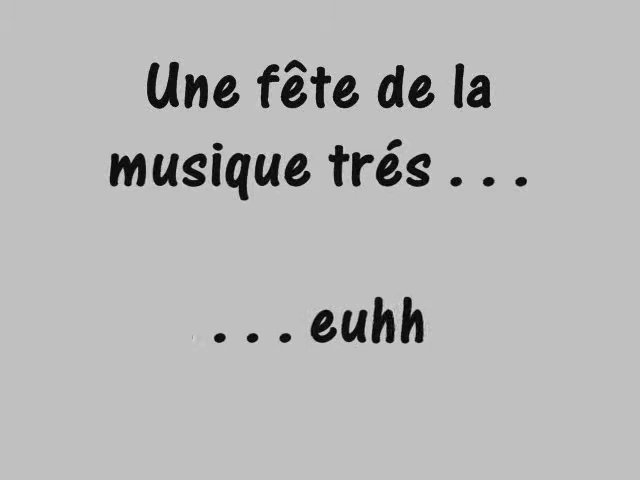 Une fête de la
musique trés . . .
. . . euhh